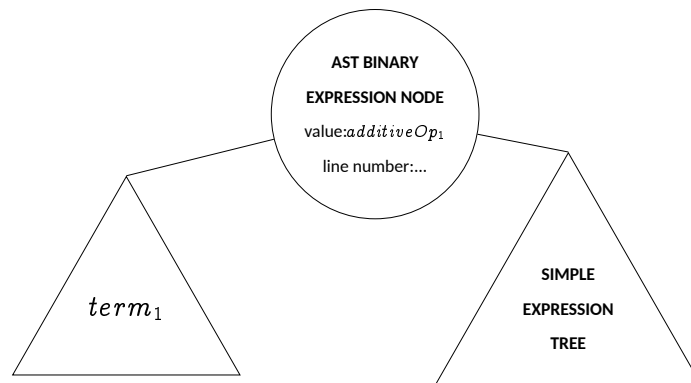 AST BINARY
EXPRESSION NODE
value:additiveOp₁
line number:...
term₁
SIMPLE
EXPRESSION
TREE